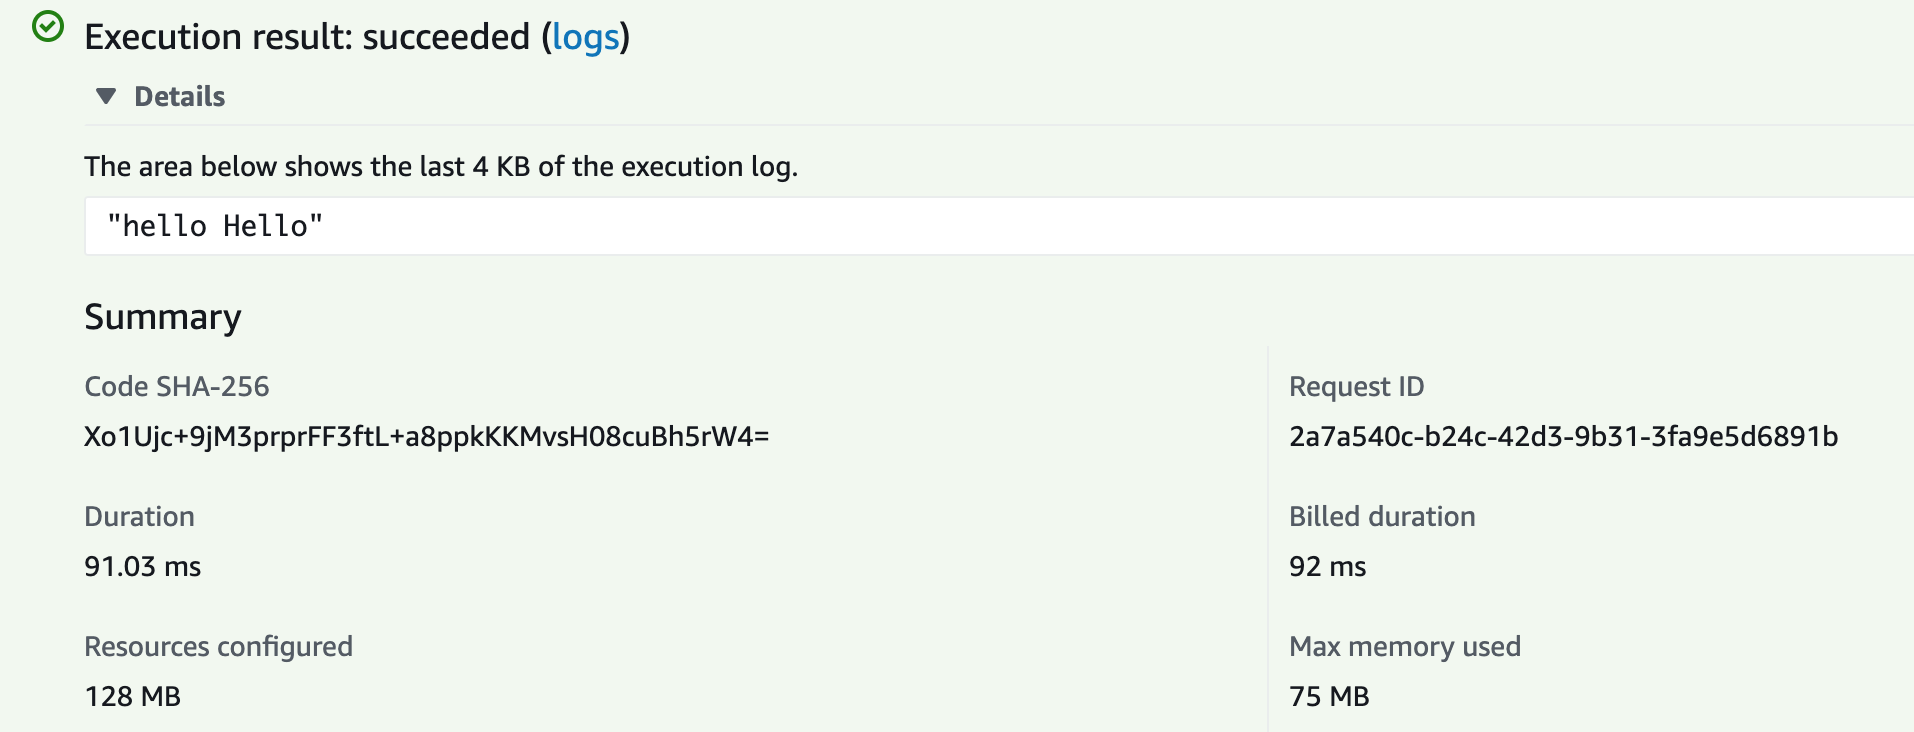 Execution result: succeeded (logs)
Details
The area below shows the last 4 KB of the execution log.
"hello Hello"
Summary
Code SHA-256
Xo1Ujc+9jM3prprFF3ftL+a8ppkKKMvsH08cuBh5rW4=
Request ID
2a7a540c-b24c-42d3-9b31-3fa9e5d6891b
Duration
91.03 ms
Billed duration
92 ms
Resources configured
128 MB
Max memory used
75 MB